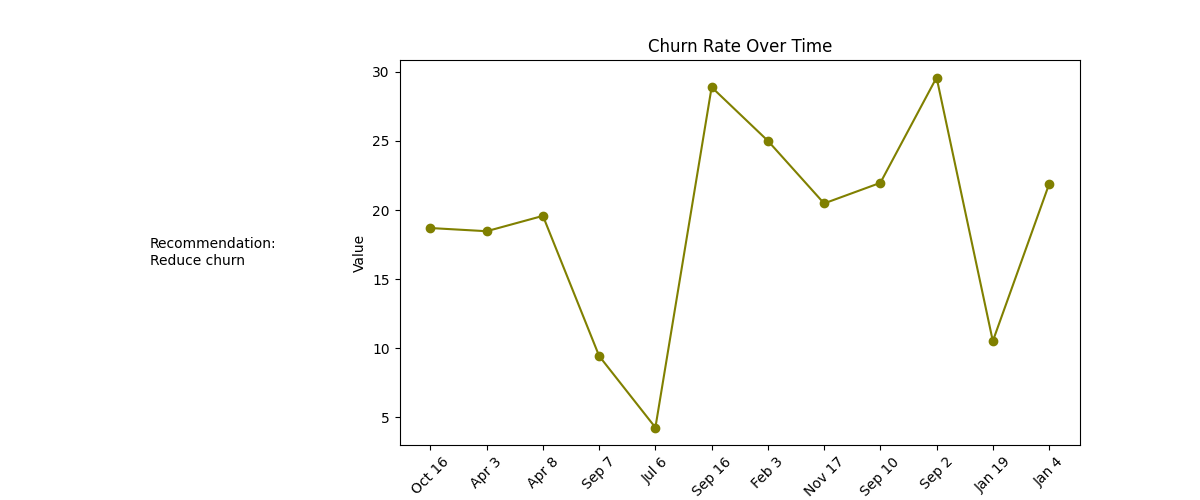 Churn Rate Over Time
Recommendation:
Reduce churn
Value
30
25
20
15
10
5
Oct 16
Apr 3
Apr 8
Sep 7
Jul 6
Sep 16
Feb 3
Nov 17
Sep 10
Sep 2
Jan 19
Jan 4